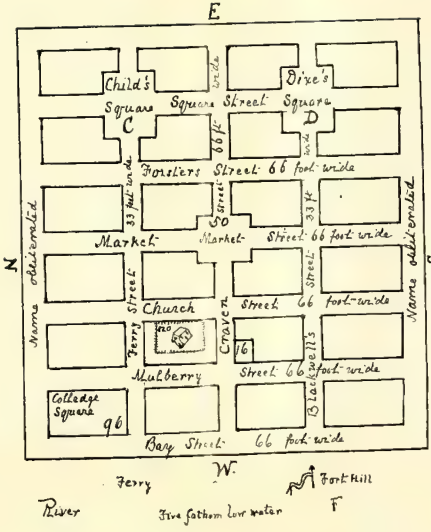 E
Child's Square
Dixe's Square
Square Street
wide
C
D
66 ft
wide
Forsters Street 66 foot wide
33 feet wide
Street
50
33 ft
Market
Market
Street 66 foot wide
N
Name obliterated
Name obliterated
S
Street
Street
Church
Street 66 foot wide
Ferry
Craven
16
Mulberry
Street 66 foot wide
Blackwell's
Colledge Square
96
Bay Street 66 foot wide
W.
Ferry
Fort Hill
River
Five fathom low water
F